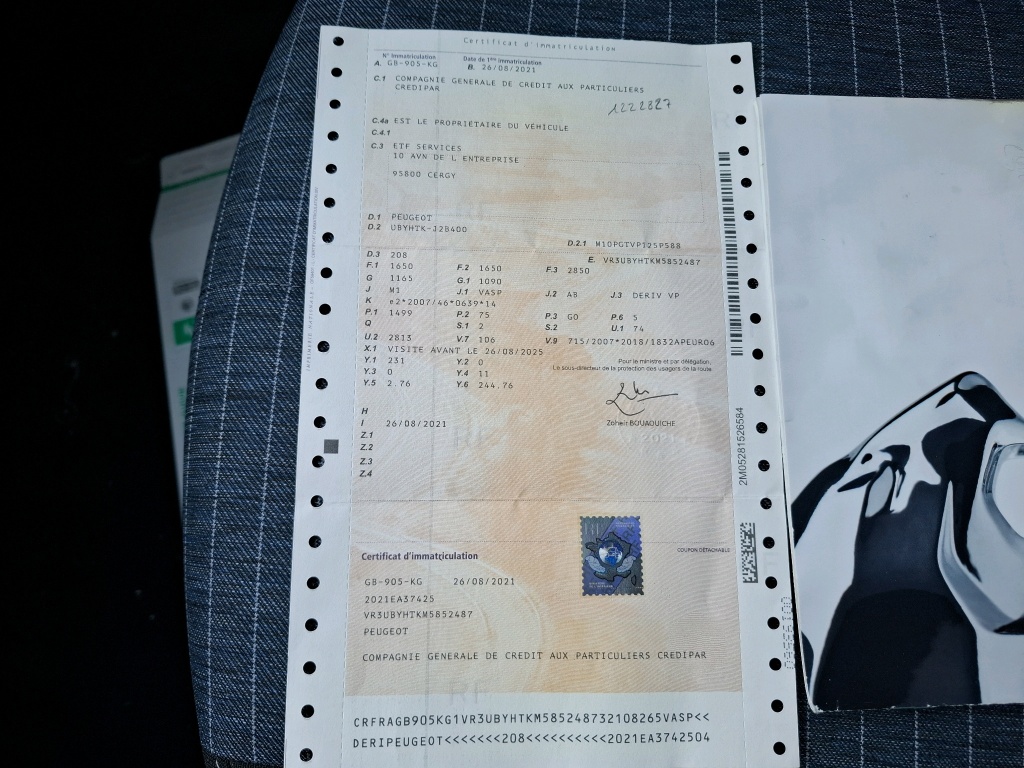 Certificat d'immatriculation
N° Immatriculation Date de 1ère immatriculation
A. GB-905-KG B. 26/08/2021
C.1 COMPAGNIE GENERALE DE CREDIT AUX PARTICULIERS
CREDIPAR
1222827
C.4a EST LE PROPRIÉTAIRE DU VÉHICULE
C.4.1
C.3 ETF SERVICES
10 AVN DE L ENTREPRISE
95800 CERGY
D.1 PEUGEOT
D.2 UBYHTK-J2B400
D.2.1 M10PGTVP125P588
D.3 208 E. VR3UBYHTKM5852487
F.1 1650 F.2 1650 F.3 2850
G 1165 G.1 1090
J M1 J.1 VASP J.2 AB J.3 DERIV VP
K e2*2007/46*0639*14
P.1 1499 P.2 75 P.3 GO P.6 5
Q S.1 2 S.2 U.1 74
U.2 2813 V.7 106 V.9 715/2007*2018/1832APEURO6
X.1 VISITE AVANT LE 26/08/2025
Y.1 231 Y.2 0
Y.3 0 Y.4 11
Y.5 2.76 Y.6 244.76
Pour le ministre et par délégation,
Le sous-directeur de la protection des usagers de la route
Zoheir BOUAOUICHE
H
I 26/08/2021
Z.1
Z.2
Z.3
Z.4
2M05281526584
COUPON DÉTACHABLE
Certificat d'immatriculation
GB-905-KG 26/08/2021
2021EA37425
VR3UBYHTKM5852487
PEUGEOT
COMPAGNIE GENERALE DE CREDIT AUX PARTICULIERS CREDIPAR
CRFRAGB905KG1VR3UBYHTKM585248732108265VASP<<
DERIPEUGEOT<<<<<<<208<<<<<<<<<<2021EA3742504